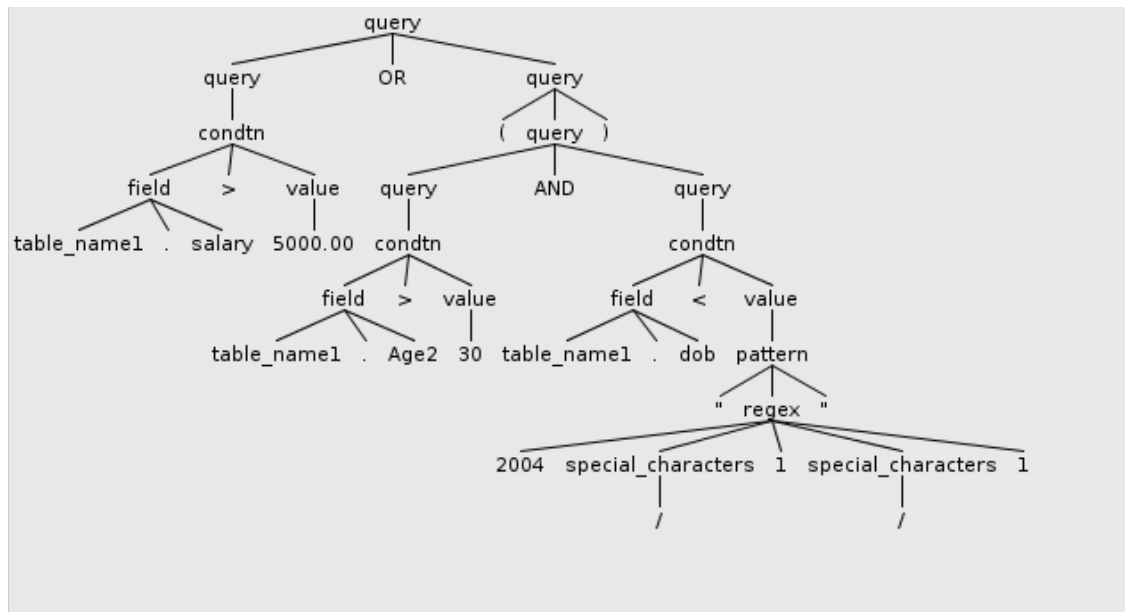 query
query OR query
condtn ( query )
field > value query AND query
table_name1 . salary 5000.00 condtn condtn
field > value field < value
table_name1 . Age2 30 table_name1 . dob pattern
" regex "
2004 special_characters 1 special_characters 1
/ /